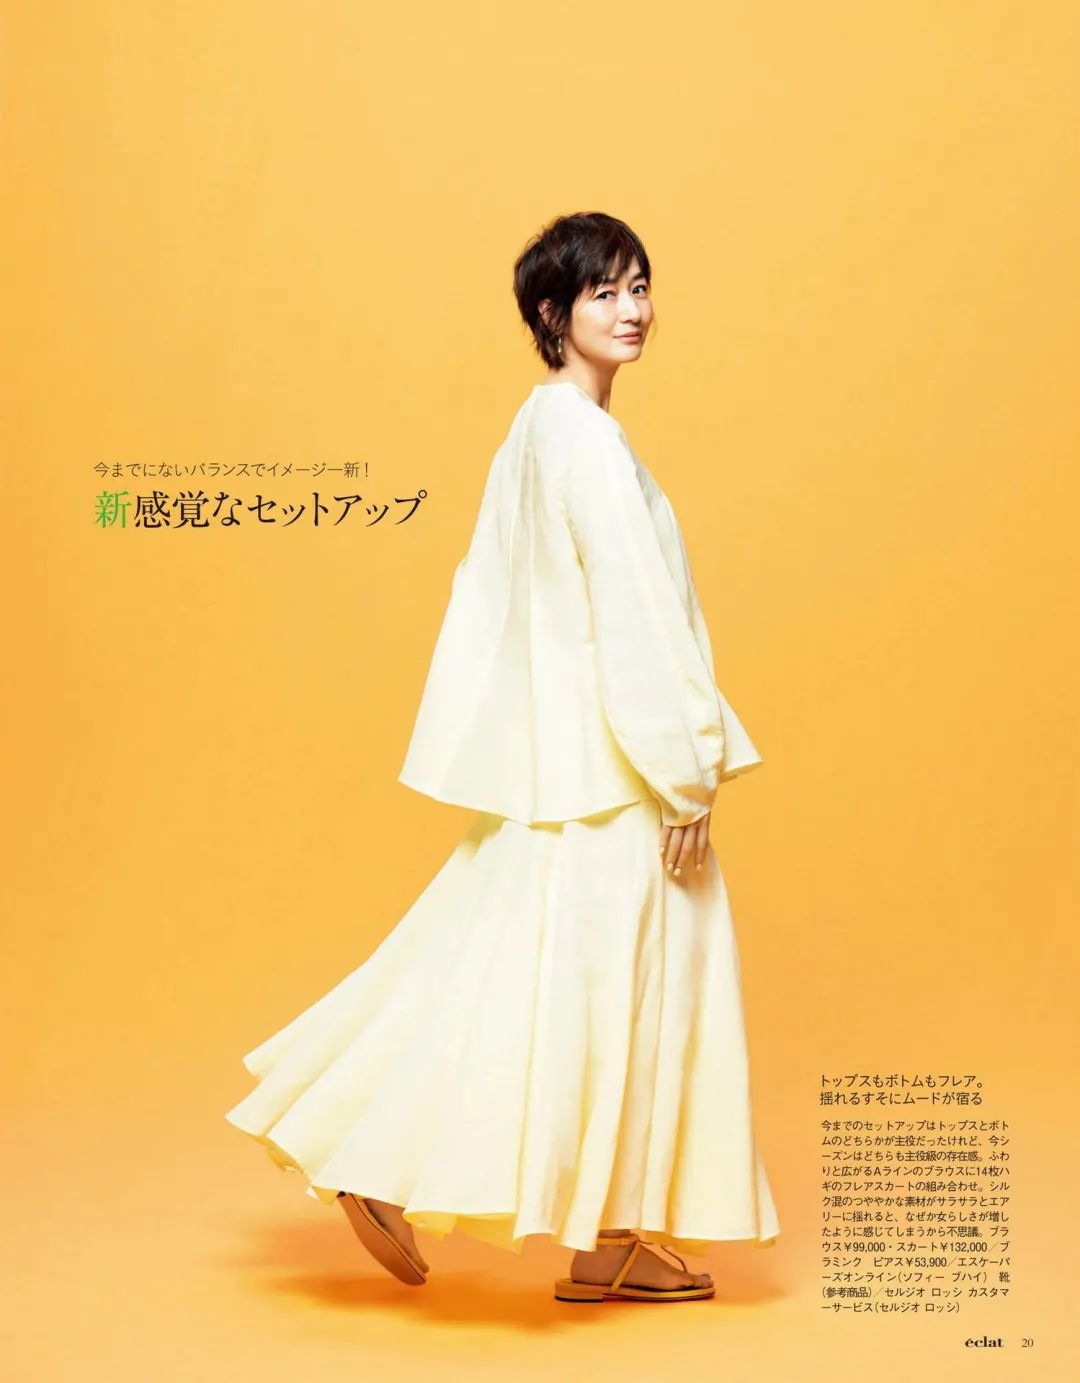 今までにないバランスでイメージ一新！
新感覚なセットアップ
トップスもボトムもフレア。
揺れるすそにムードが宿る
今までのセットアップはトップスとボト
ムのどちらかが主役だったけれど、今シ
ーズンはどちらも主役級の存在感。ふわ
りと広がるAラインのブラウスに14枚ハ
ギのフレアスカートの組み合わせ。シル
ク混のつややかな素材がサラサラとエア
リーに揺れると、なぜか女らしさが増し
たように感じてしまうから不思議。ブラ
ウス¥99,000・スカート¥132,000／ブ
ラミンク　ピアス¥53,900／エスケーパ
ーズオンライン（ソフィー ブハイ）　靴
（参考商品）／セルジオ ロッシ カスタマ
ーサービス（セルジオ ロッシ）
éclat 20